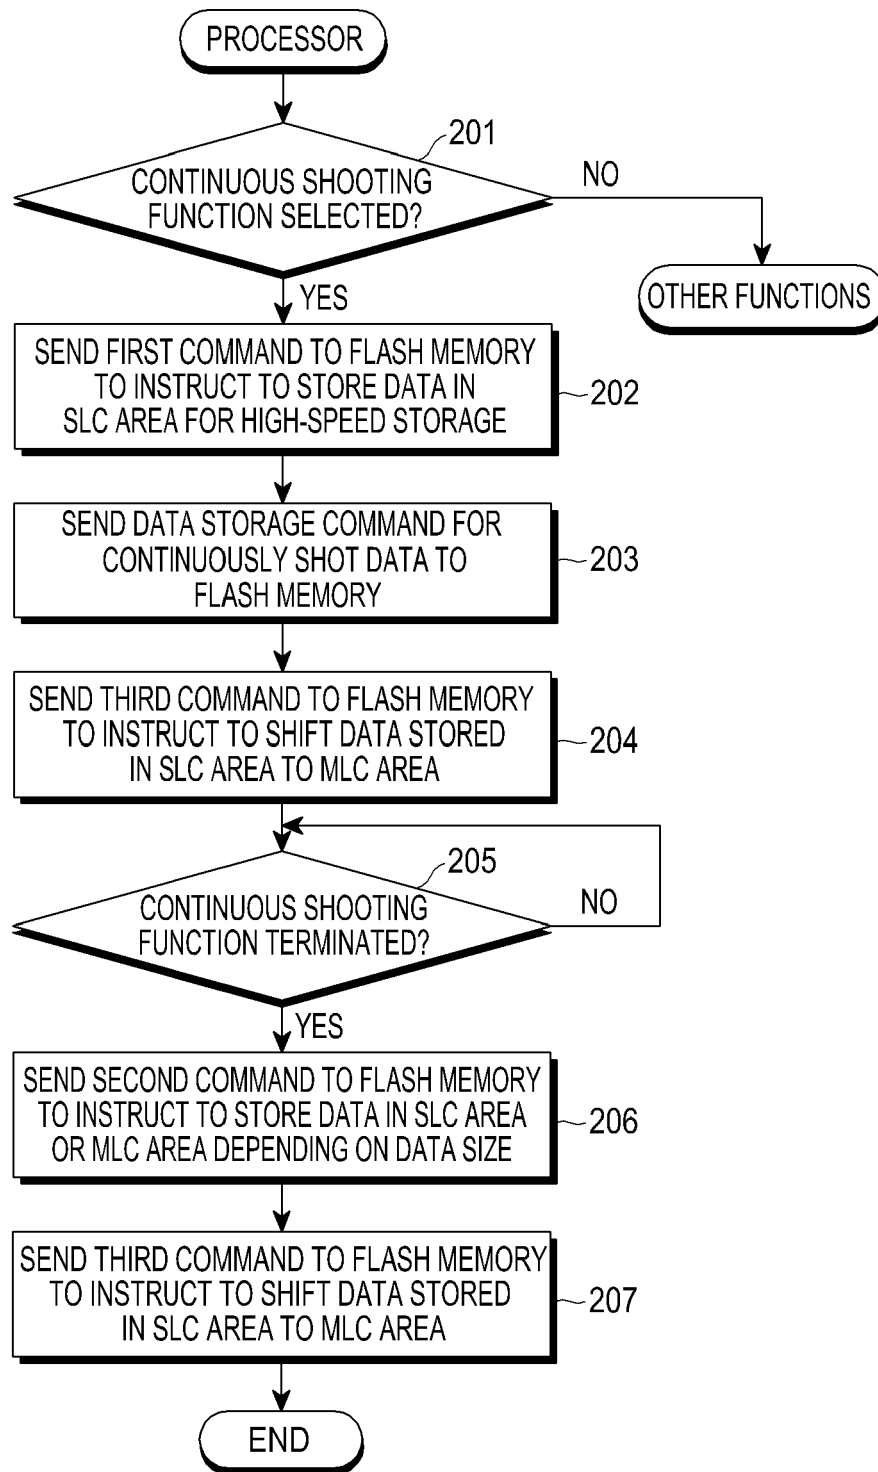 PROCESSOR
201
CONTINUOUS SHOOTING
FUNCTION SELECTED?
NO
YES
OTHER FUNCTIONS
SEND FIRST COMMAND TO FLASH MEMORY
TO INSTRUCT TO STORE DATA IN
SLC AREA FOR HIGH-SPEED STORAGE
202
SEND DATA STORAGE COMMAND FOR
CONTINUOUSLY SHOT DATA TO
FLASH MEMORY
203
SEND THIRD COMMAND TO FLASH MEMORY
TO INSTRUCT TO SHIFT DATA STORED
IN SLC AREA TO MLC AREA
204
205
CONTINUOUS SHOOTING
FUNCTION TERMINATED?
NO
YES
SEND SECOND COMMAND TO FLASH MEMORY
TO INSTRUCT TO STORE DATA IN SLC AREA
OR MLC AREA DEPENDING ON DATA SIZE
206
SEND THIRD COMMAND TO FLASH MEMORY
TO INSTRUCT TO SHIFT DATA STORED
IN SLC AREA TO MLC AREA
207
END